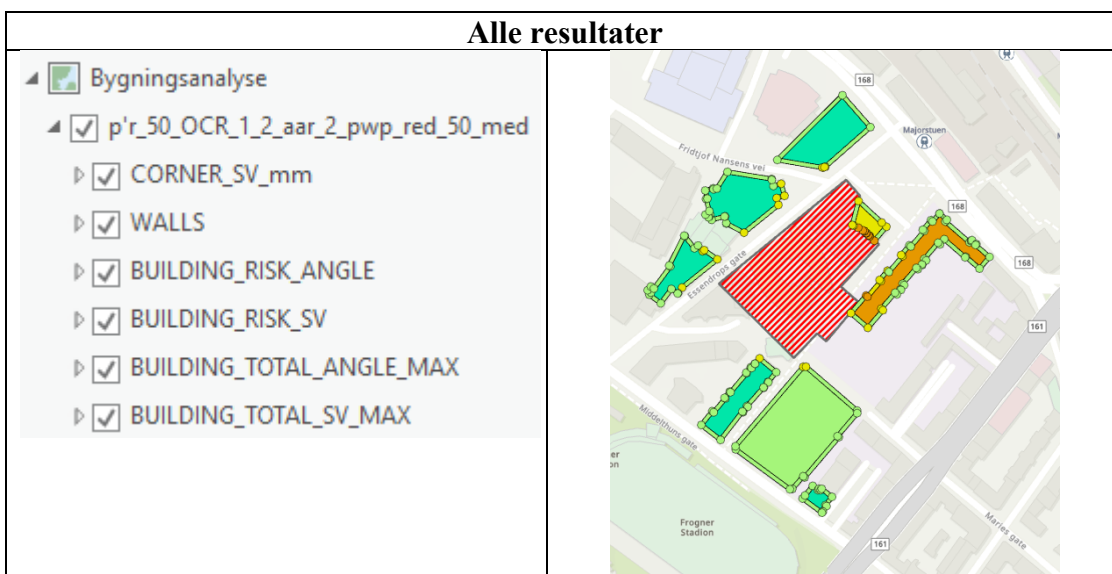 Alle resultater
Bygningsanalyse
p'r_50_OCR_1_2_aar_2_pwp_red_50_med
CORNER_SV_mm
WALLS
BUILDING_RISK_ANGLE
BUILDING_RISK_SV
BUILDING_TOTAL_ANGLE_MAX
BUILDING_TOTAL_SV_MAX
168
Majorstuen
Fridtjof Nansens vei
168
Essendrops gate
168
161
Middelthuns gate
Frogner
Stadion
Maries gate
161